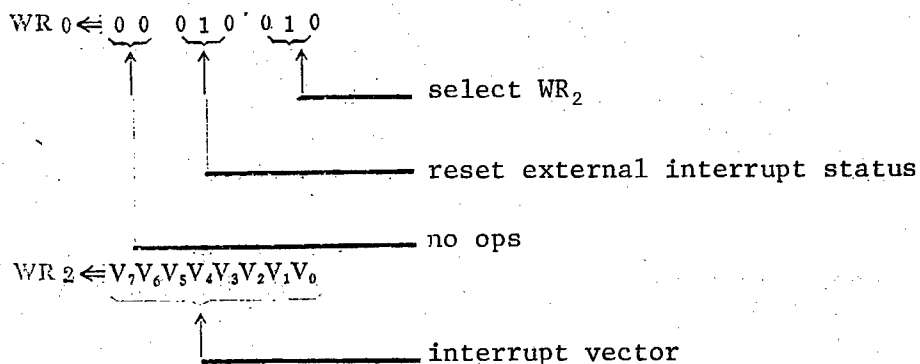 WR 0 ⇐ 0 0 0 1 0 0 1 0
select WR₂
reset external interrupt status
no ops
WR 2 ⇐ V₇V₆V₅V₄V₃V₂V₁V₀
interrupt vector